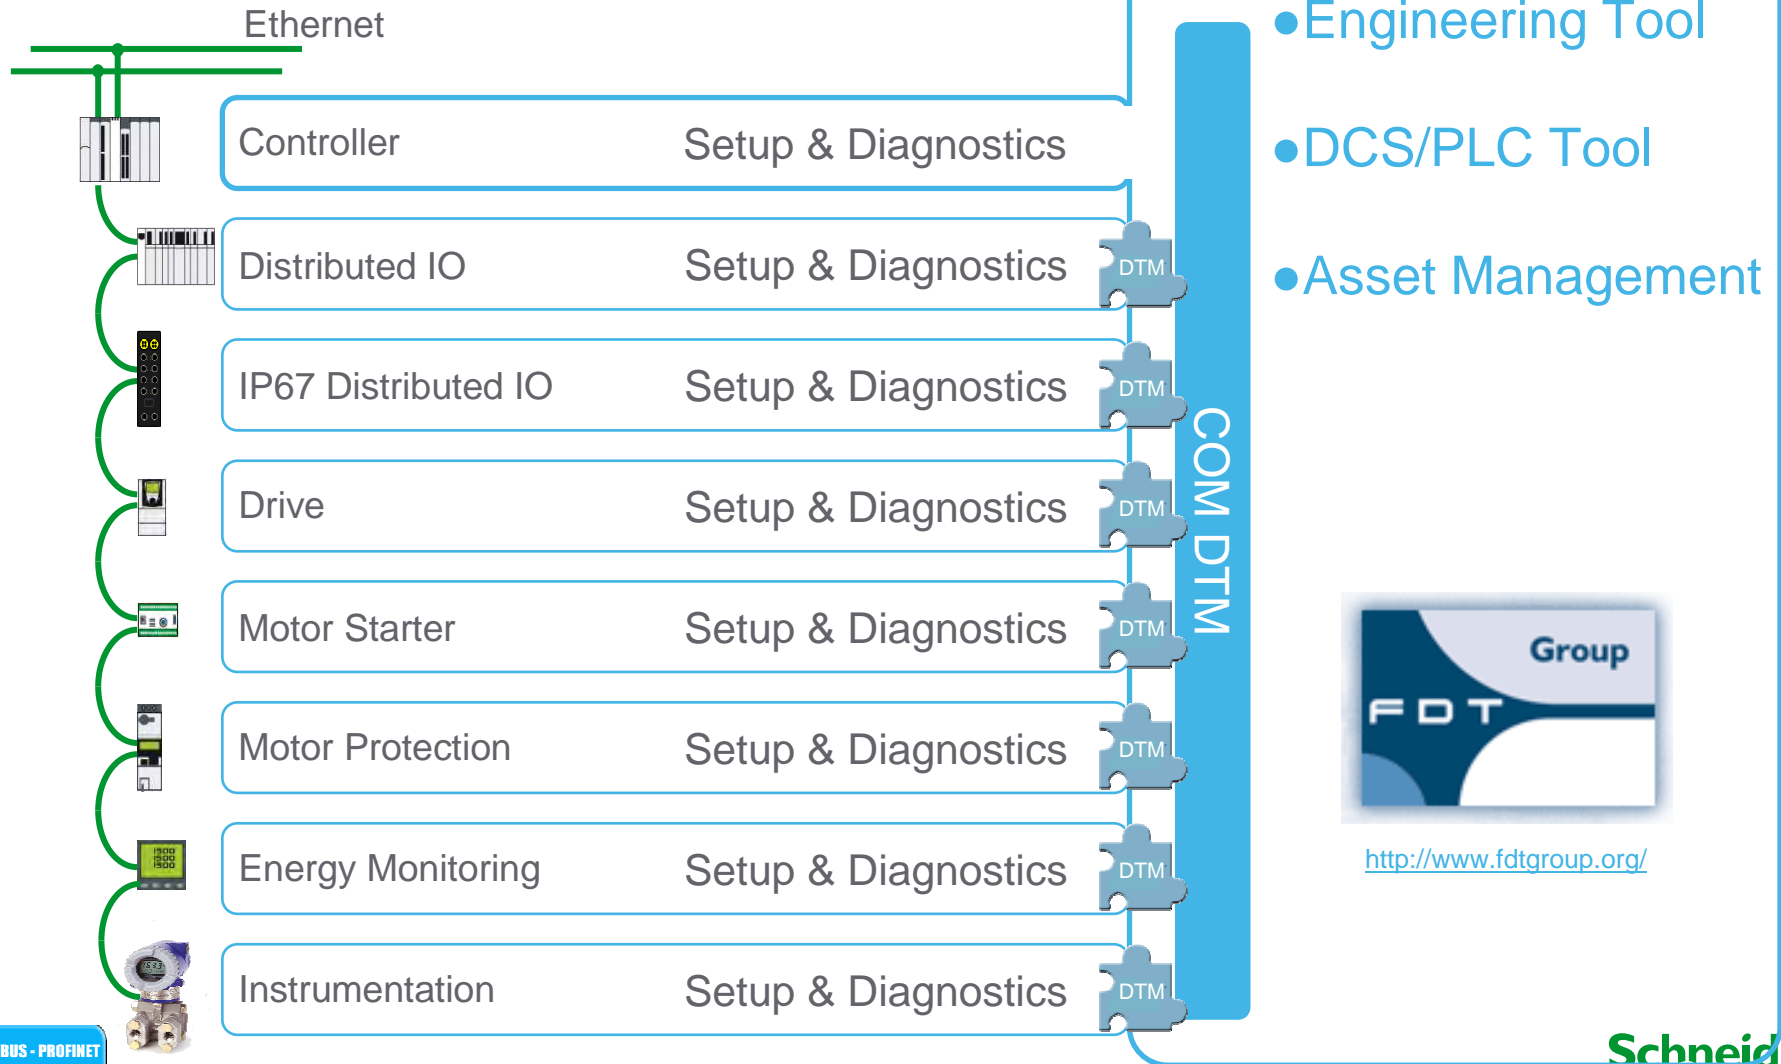 Ethernet
●Engineering Tool
Controller Setup & Diagnostics
●DCS/PLC Tool
Distributed IO Setup & Diagnostics DTM
●Asset Management
IP67 Distributed IO Setup & Diagnostics DTM
COM DTM
Drive Setup & Diagnostics DTM
Motor Starter Setup & Diagnostics DTM
Group
FDT
Motor Protection Setup & Diagnostics DTM
Energy Monitoring Setup & Diagnostics DTM
http://www.fdtgroup.org/
Instrumentation Setup & Diagnostics DTM
BUS - PROFINET
Schneid